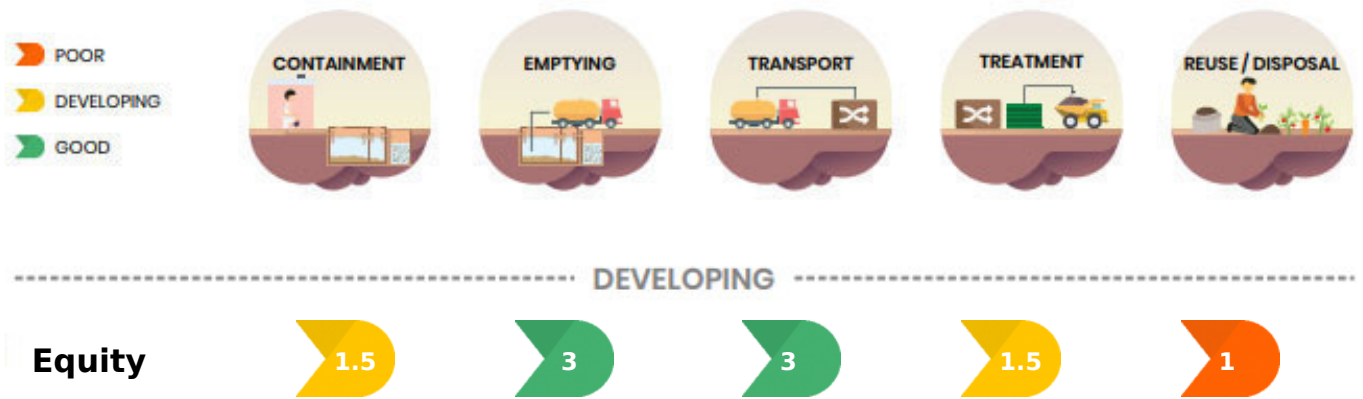 POOR
DEVELOPING
GOOD
CONTAINMENT
EMPTYING
TRANSPORT
TREATMENT
REUSE / DISPOSAL
DEVELOPING
Equity 1.5 3 3 1.5 1